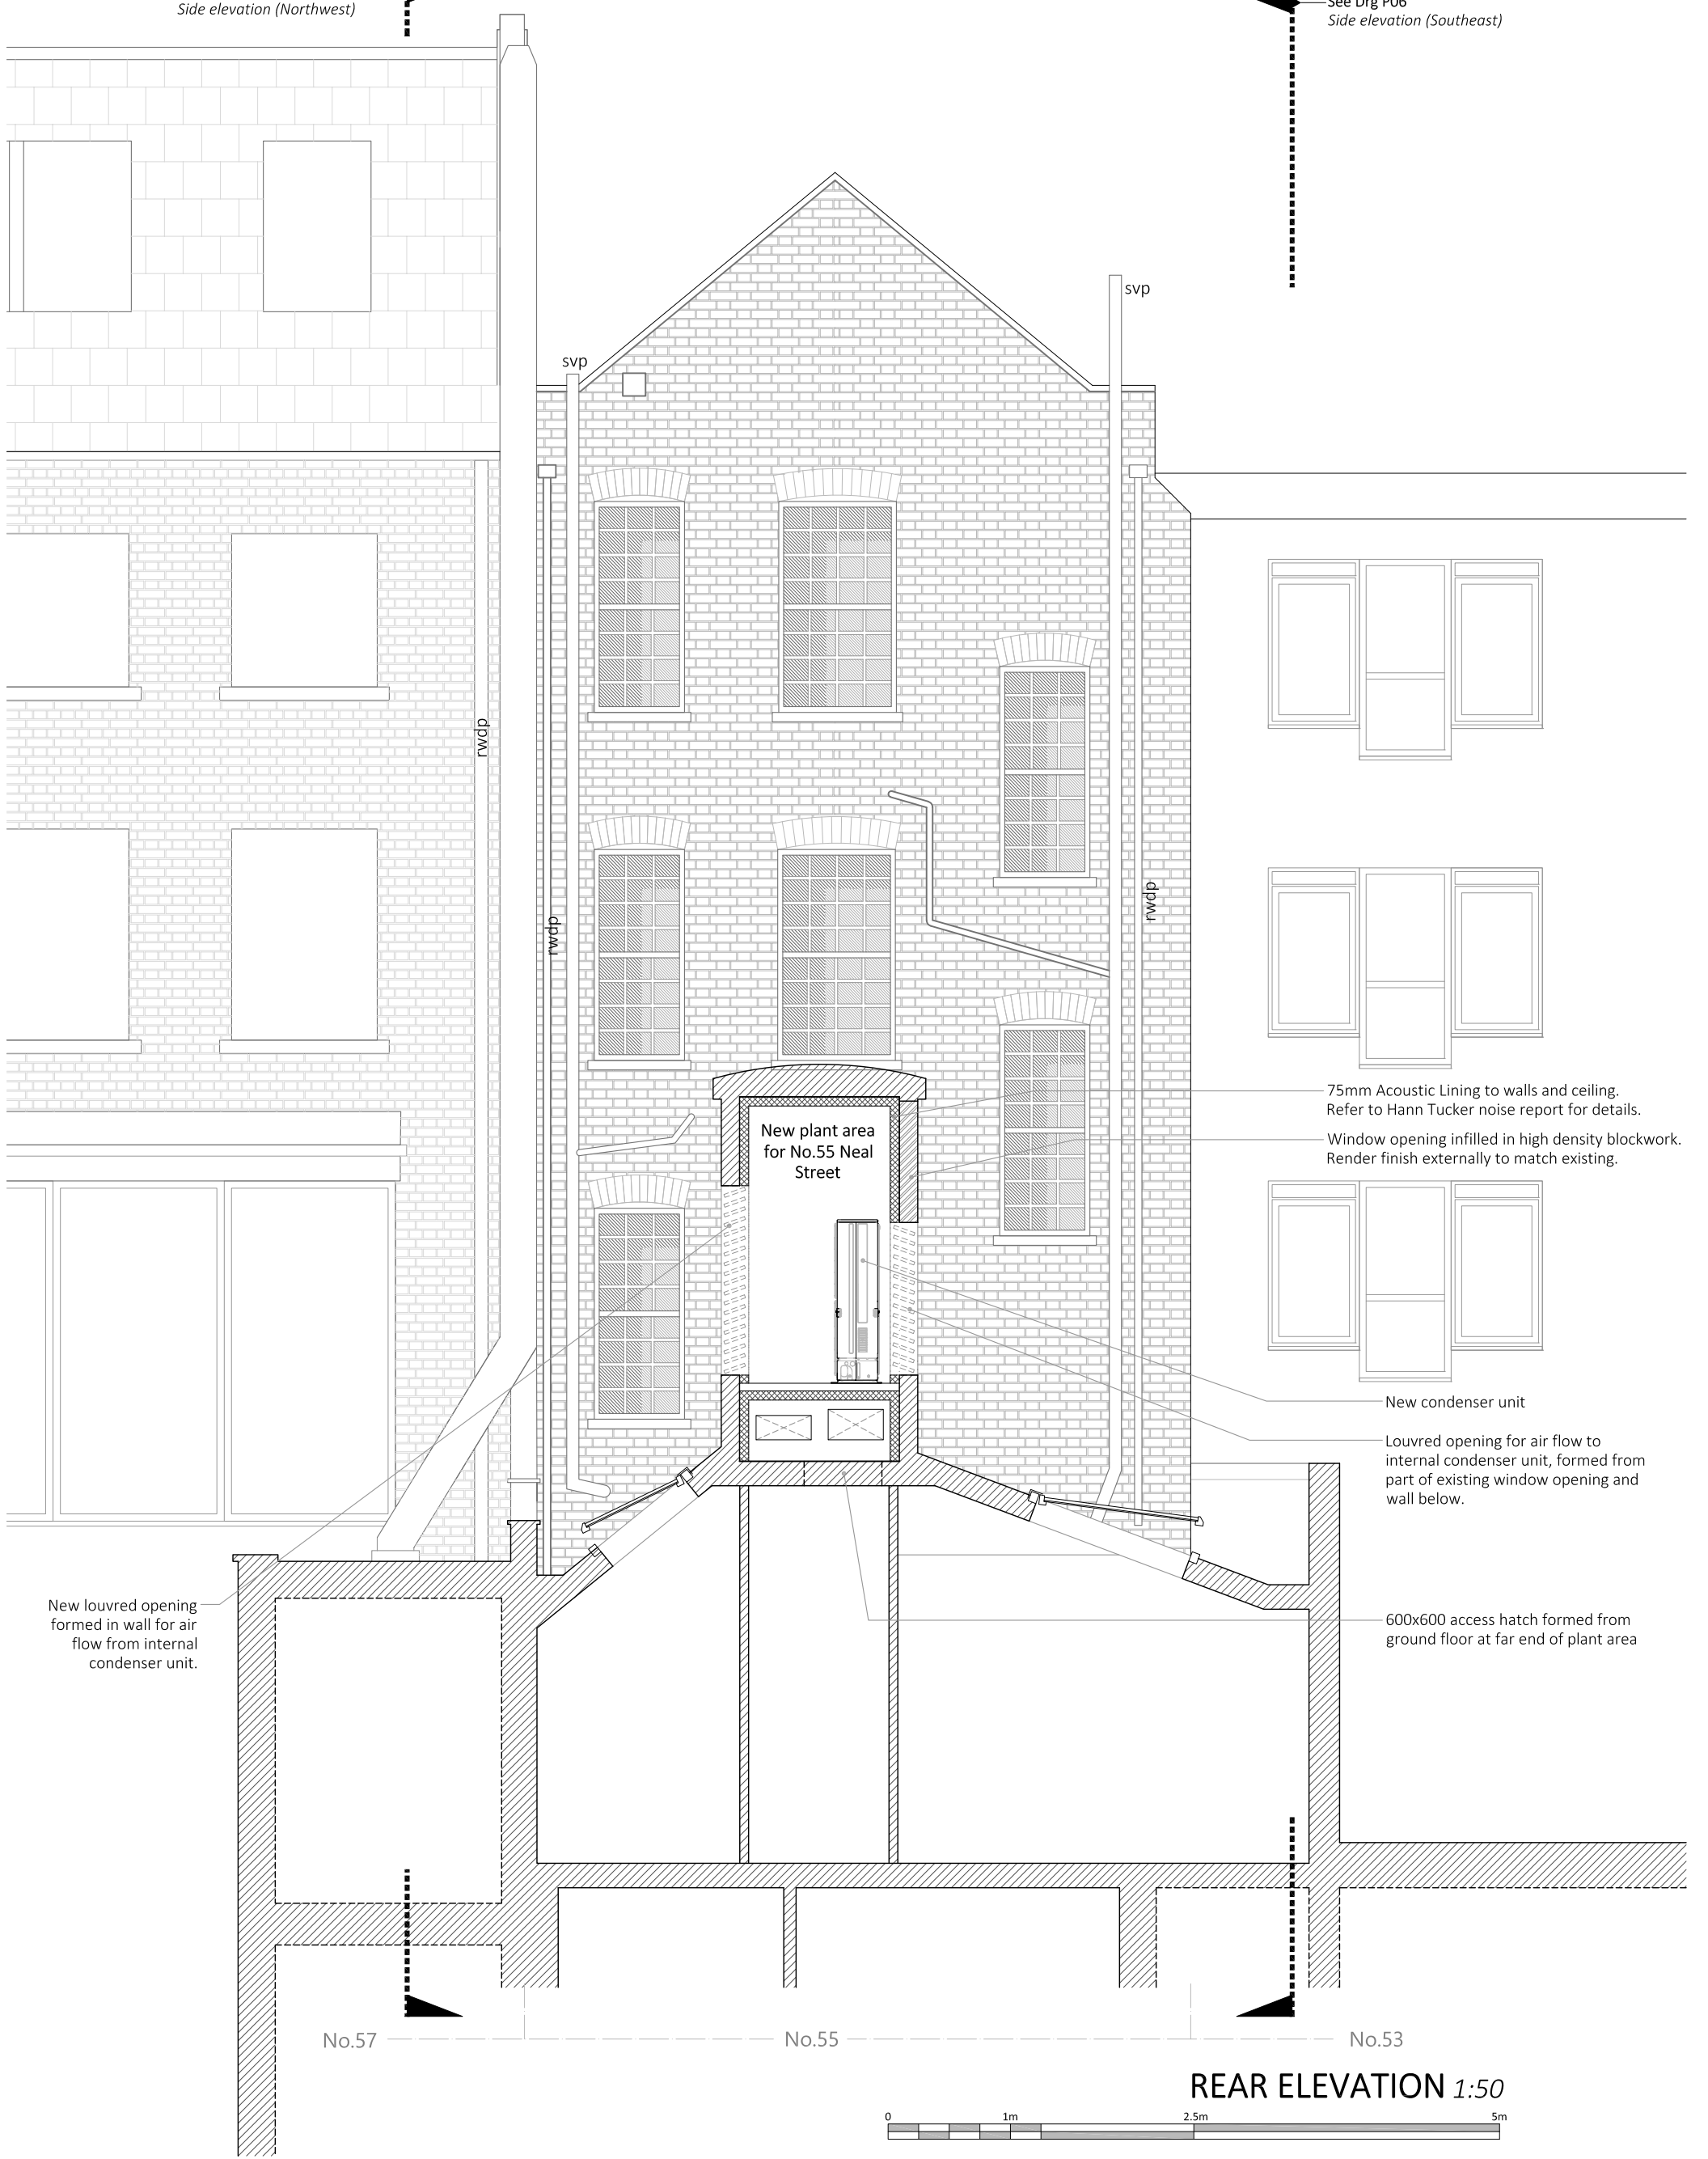 Side elevation (Northwest)
See Drg P06
Side elevation (Southeast)
svp
svp
rwdp
rwdp
rwdp
75mm Acoustic Lining to walls and ceiling.
Refer to Hann Tucker noise report for details.
New plant area
for No.55 Neal
Street
Window opening infilled in high density blockwork.
Render finish externally to match existing.
New condenser unit
Louvred opening for air flow to
internal condenser unit, formed from
part of existing window opening and
wall below.
New louvred opening
formed in wall for air
flow from internal
condenser unit.
600x600 access hatch formed from
ground floor at far end of plant area
No.57
No.55
No.53
REAR ELEVATION 1:50
0 1m 2.5m 5m